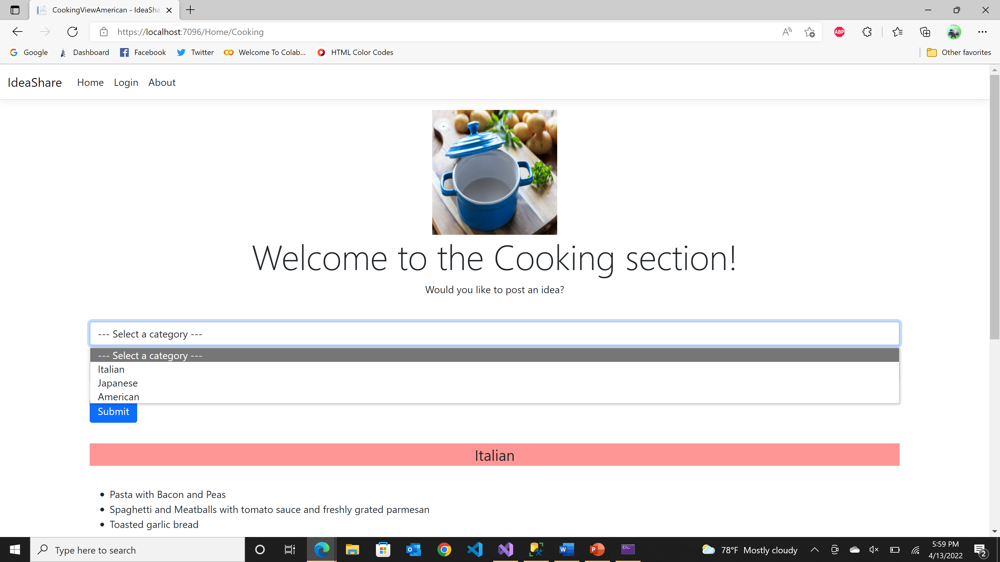 CookingViewAmerican - IdeaSha
https://localhost:7096/Home/Cooking
ABP
Google Dashboard Facebook Twitter Welcome To Colab... HTML Color Codes Other favorites
IdeaShare Home Login About
Welcome to the Cooking section!
Would you like to post an idea?
--- Select a category ---
--- Select a category ---
Italian
Japanese
American
Submit
Italian
Pasta with Bacon and Peas
Spaghetti and Meatballs with tomato sauce and freshly grated parmesan
Toasted garlic bread
Type here to search
78°F Mostly cloudy
5:59 PM
4/13/2022
2